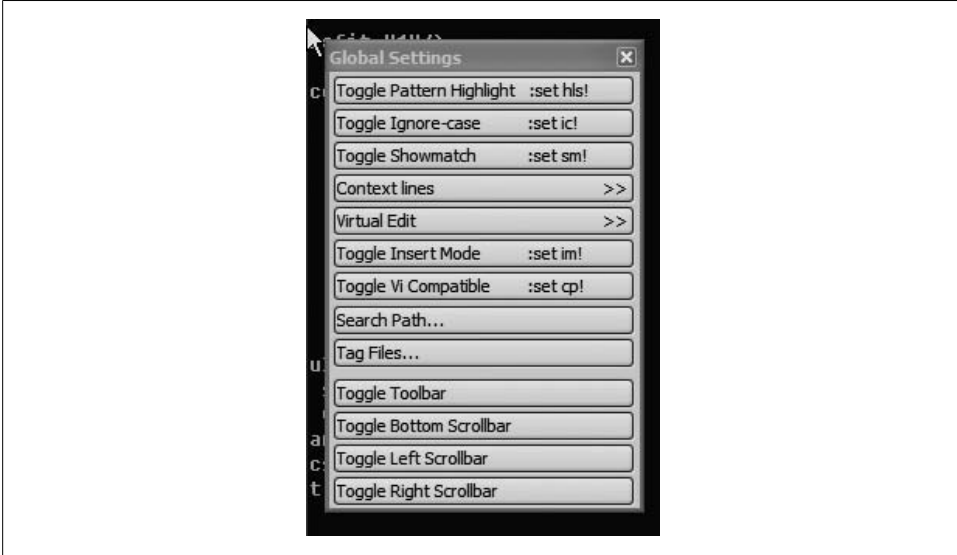 Global Settings
Toggle Pattern Highlight :set hls!
Toggle Ignore-case :set ic!
Toggle Showmatch :set sm!
Context lines >>
Virtual Edit >>
Toggle Insert Mode :set im!
Toggle Vi Compatible :set cp!
Search Path...
Tag Files...
Toggle Toolbar
Toggle Bottom Scrollbar
Toggle Left Scrollbar
Toggle Right Scrollbar